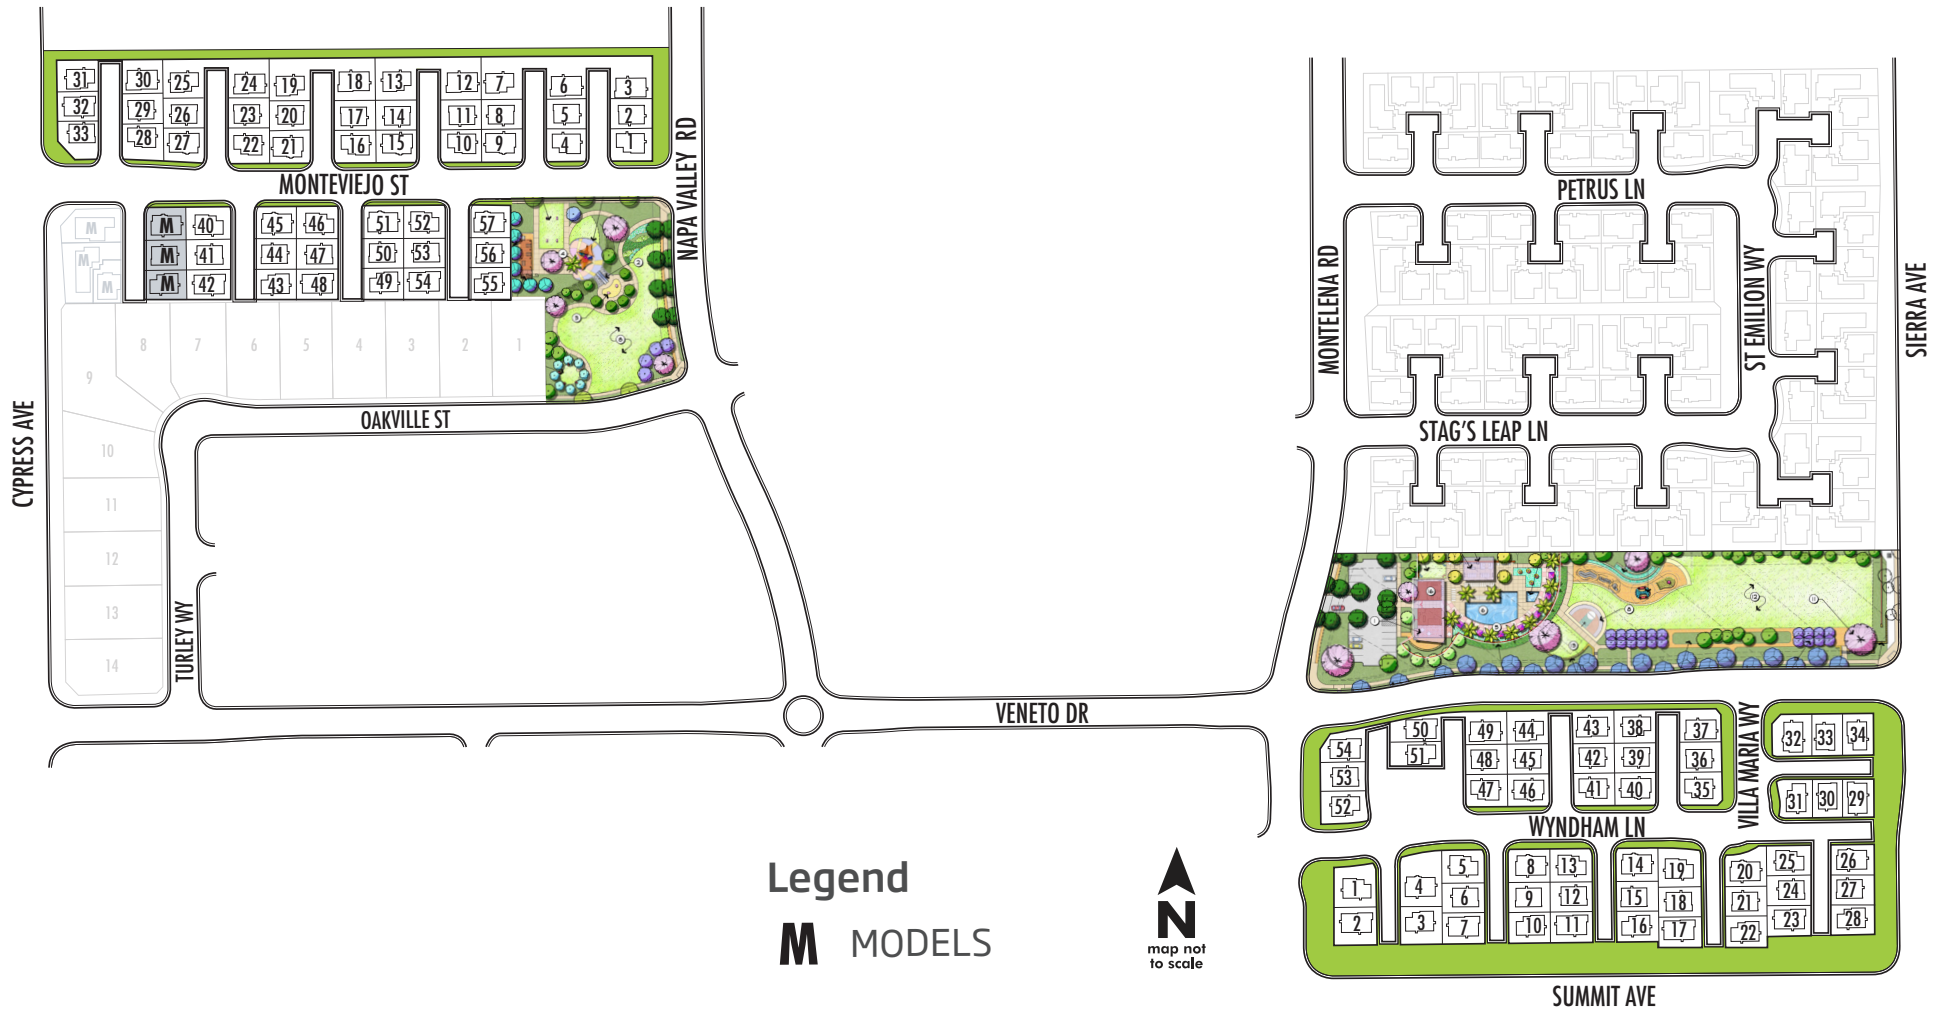 31 30 25 24 19 18 13 12 7 6 3
32 29 26 23 20 17 14 11 8 5 2
33 28 27 22 21 16 15 10 9 4 1
MONTEVIEJO ST
NAPA VALLEY RD
M M 40 45 46 51 52 57
M M 41 44 47 50 53 56
M M 42 43 48 49 54 55
8 7 6 5 4 3 2 1
9
10
11
12
13
14
CYPRESS AVE
OAKVILLE ST
TURLEY WY
PETRUS LN
MONTELENA RD
ST EMILION WY
SIERRA AVE
STAG'S LEAP LN
VENETO DR
VILLA MARIA WY
54 50 49 44 43 38 37 32 33 34
53 51 48 45 42 39 36
52 47 46 41 40 35 31 30 29
WYNDHAM LN
1 4 5 8 13 14 19 20 25 26
6 9 12 15 18 21 24 27
2 3 7 10 11 16 17 22 23 28
SUMMIT AVE
Legend
M MODELS
N
map not
to scale